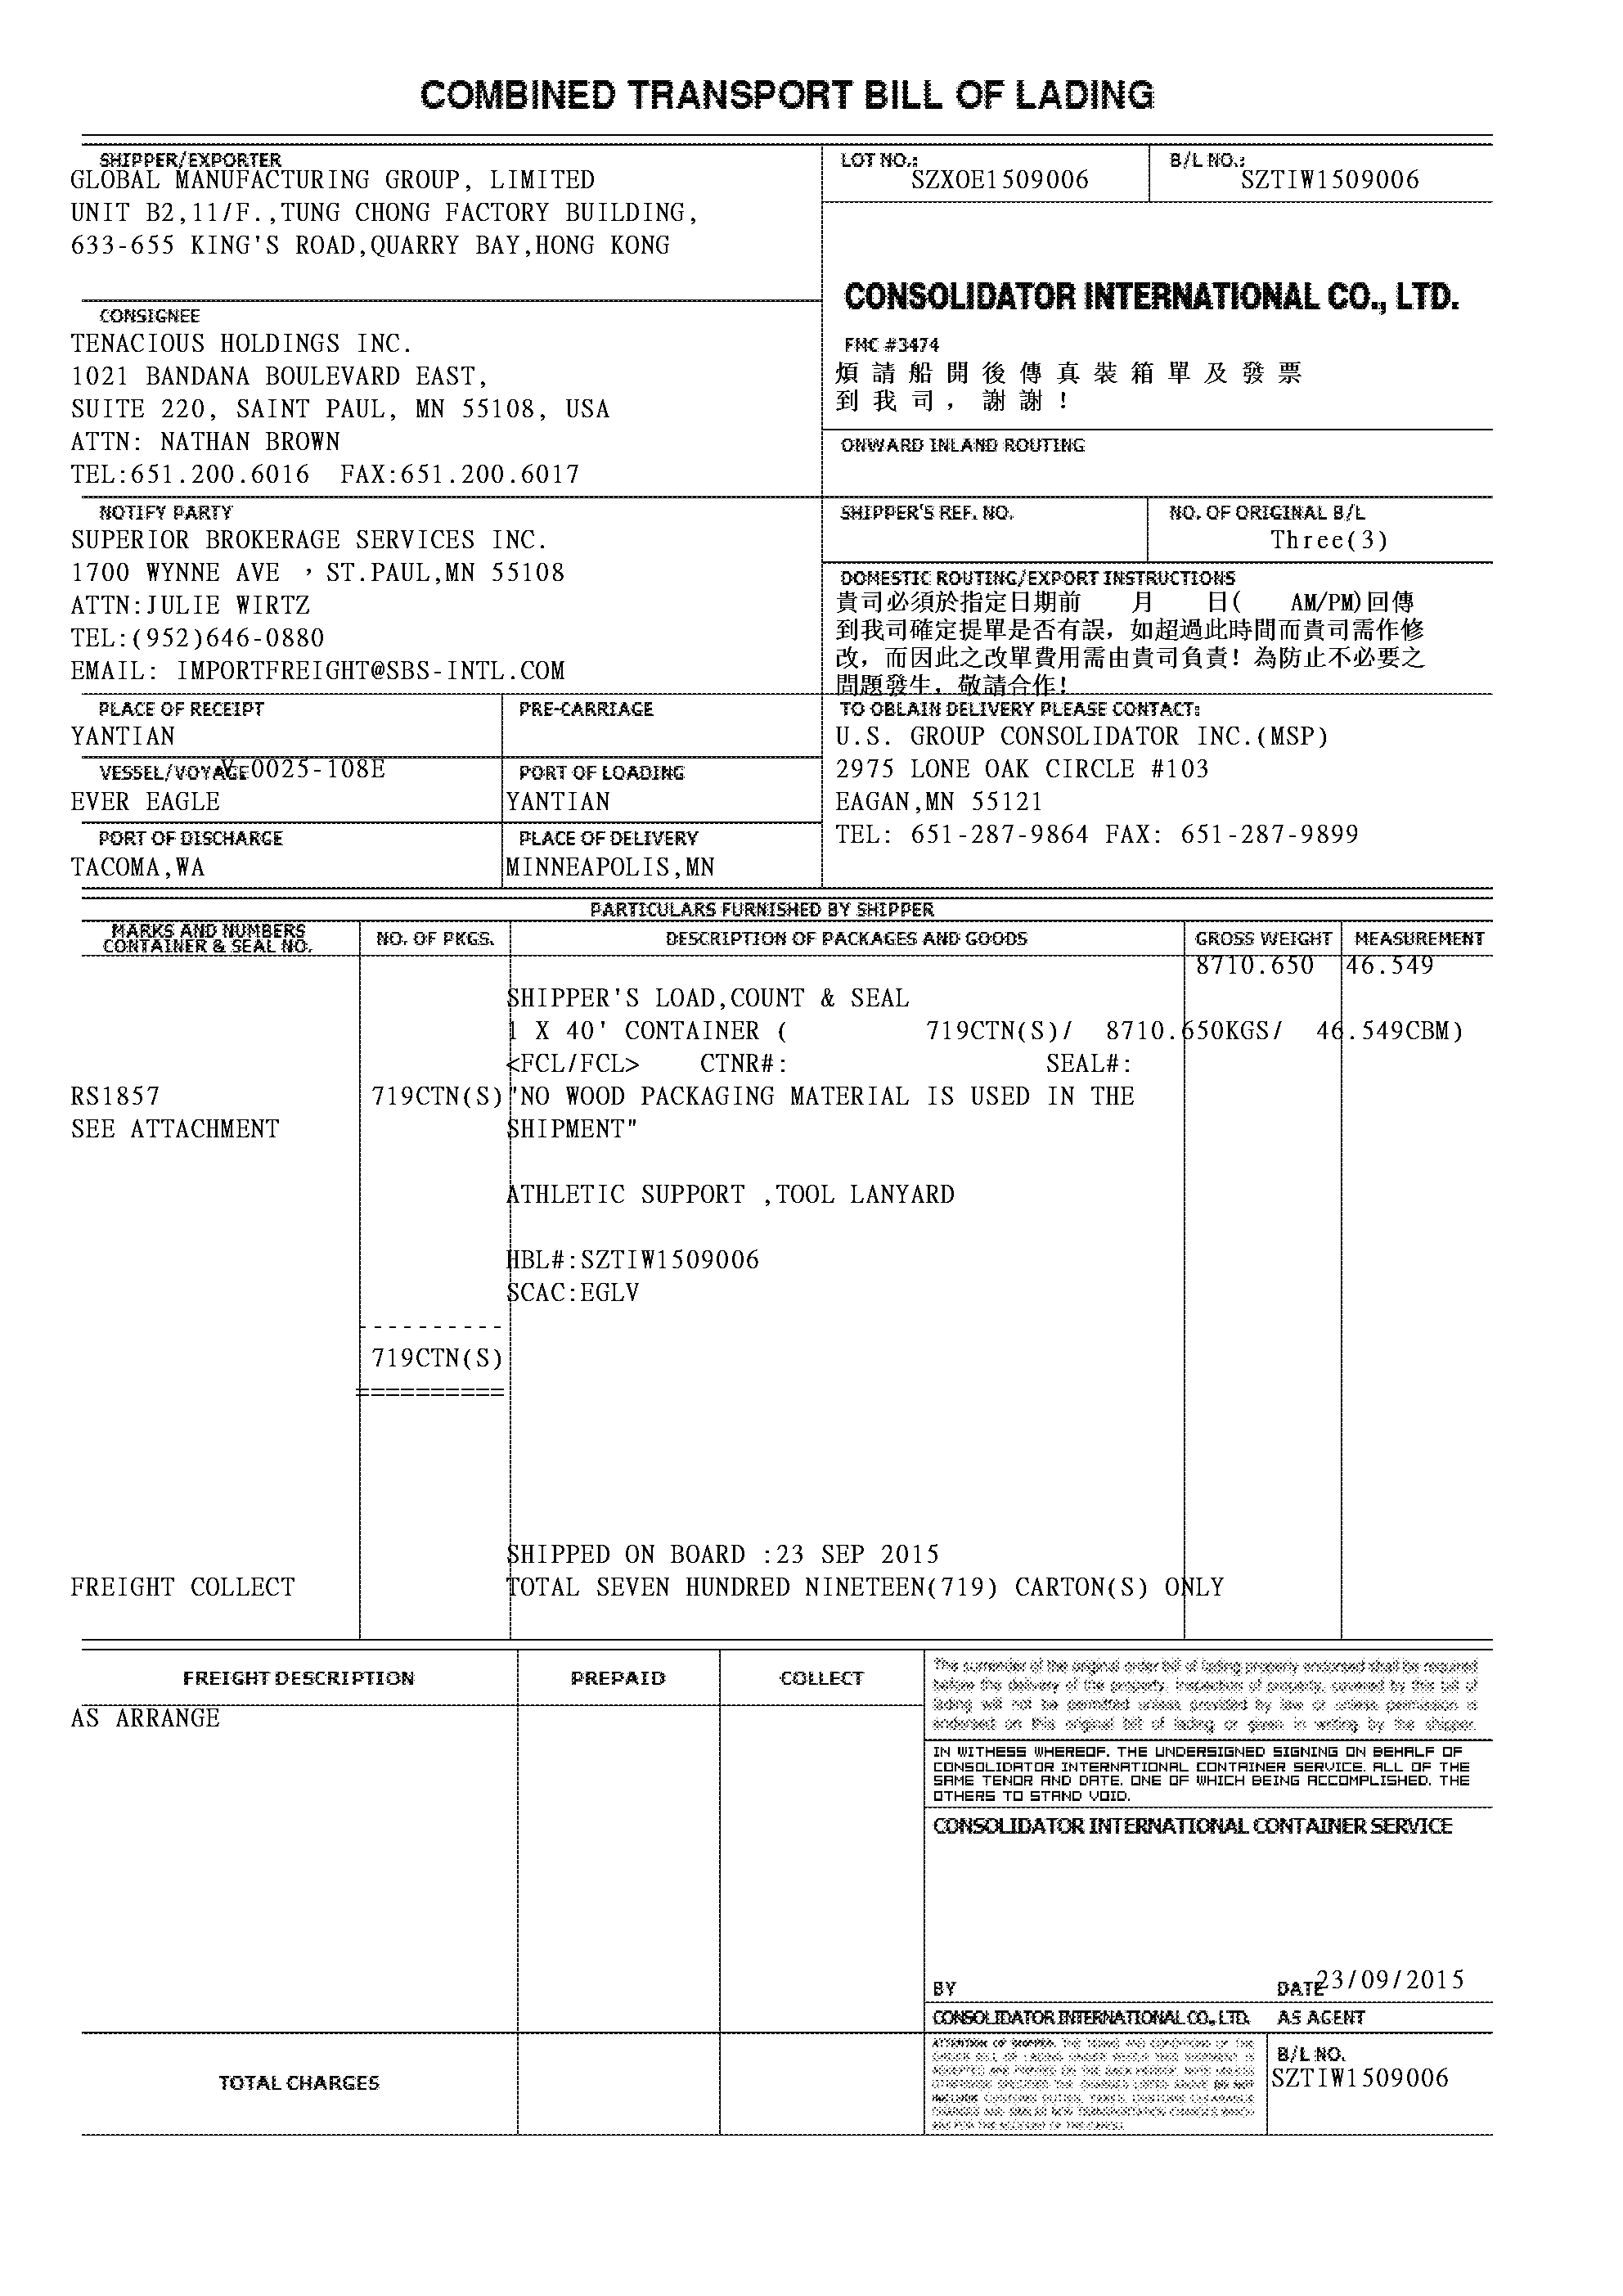 COMBINED TRANSPORT BILL OF LADING
SHIPPER/EXPORTER
GLOBAL MANUFACTURING GROUP, LIMITED
UNIT B2,11/F.,TUNG CHONG FACTORY BUILDING,
633-655 KING'S ROAD,QUARRY BAY,HONG KONG
LOT NO.:
SZXOE1509006
B/L NO.:
SZTIW1509006
CONSOLIDATOR INTERNATIONAL CO., LTD.
FMC #3474
煩請船開後傳真裝箱單及發票
到我司，謝謝！
CONSIGNEE
TENACIOUS HOLDINGS INC.
1021 BANDANA BOULEVARD EAST,
SUITE 220, SAINT PAUL, MN 55108, USA
ATTN: NATHAN BROWN
TEL:651.200.6016 FAX:651.200.6017
ONWARD INLAND ROUTING
NOTIFY PARTY
SUPERIOR BROKERAGE SERVICES INC.
1700 WYNNE AVE ，ST.PAUL,MN 55108
ATTN:JULIE WIRTZ
TEL:(952)646-0880
EMAIL: IMPORTFREIGHT@SBS-INTL.COM
SHIPPER'S REF. NO.
NO. OF ORIGINAL B/L
Three(3)
DOMESTIC ROUTING/EXPORT INSTRUCTIONS
貴司必須於指定日期前 月 日( AM/PM)回傳
到我司確定提單是否有誤，如超過此時間而貴司需作修
改，而因此之改單費用需由貴司負責！為防止不必要之
問題發生，敬請合作！
PLACE OF RECEIPT
YANTIAN
PRE-CARRIAGE
VESSEL/VOYAGE V.0025-108E
EVER EAGLE
PORT OF LOADING
YANTIAN
PORT OF DISCHARGE
TACOMA,WA
PLACE OF DELIVERY
MINNEAPOLIS,MN
TO OBLAIN DELIVERY PLEASE CONTACT:
U.S. GROUP CONSOLIDATOR INC.(MSP)
2975 LONE OAK CIRCLE #103
EAGAN,MN 55121
TEL: 651-287-9864 FAX: 651-287-9899
PARTICULARS FURNISHED BY SHIPPER
MARKS AND NUMBERS
CONTAINER & SEAL NO.
NO. OF PKGS.
DESCRIPTION OF PACKAGES AND GOODS
GROSS WEIGHT
MEASUREMENT
8710.650 46.549
SHIPPER'S LOAD,COUNT & SEAL
1 X 40' CONTAINER ( 719CTN(S)/ 8710.650KGS/ 46.549CBM)
<FCL/FCL> CTNR#: SEAL#:
RS1857 719CTN(S) "NO WOOD PACKAGING MATERIAL IS USED IN THE
SEE ATTACHMENT SHIPMENT"
ATHLETIC SUPPORT ,TOOL LANYARD
HBL#:SZTIW1509006
SCAC:EGLV
----------
719CTN(S)
==========
SHIPPED ON BOARD :23 SEP 2015
FREIGHT COLLECT TOTAL SEVEN HUNDRED NINETEEN(719) CARTON(S) ONLY
FREIGHT DESCRIPTION
PREPAID
COLLECT
AS ARRANGE
The surrender of the original order bill of lading properly endorsed shall be required
before the delivery of the property. Inspection of property. covered by this bill of
lading will not be permitted unless provided by law or unless permission is
endorsed on this original bill of lading or given in writing by the shipper.
IN WITHESS WHEREOF. THE UNDERSIGNED SIGNING ON BEHALF OF
CONSOLIDATOR INTERNATIONAL CONTAINER SERVICE. ALL OF THE
SAME TENOR AND DATE. ONE OF WHICH BEING ACCOMPLISHED. THE
OTHERS TO STAND VOID.
CONSOLIDATOR INTERNATIONAL CONTAINER SERVICE
BY
DATE 23/09/2015
CONSOLIDATOR INTERNATIONAL CO., LTD. AS AGENT
TOTAL CHARGES
B/L NO.
SZTIW1509006